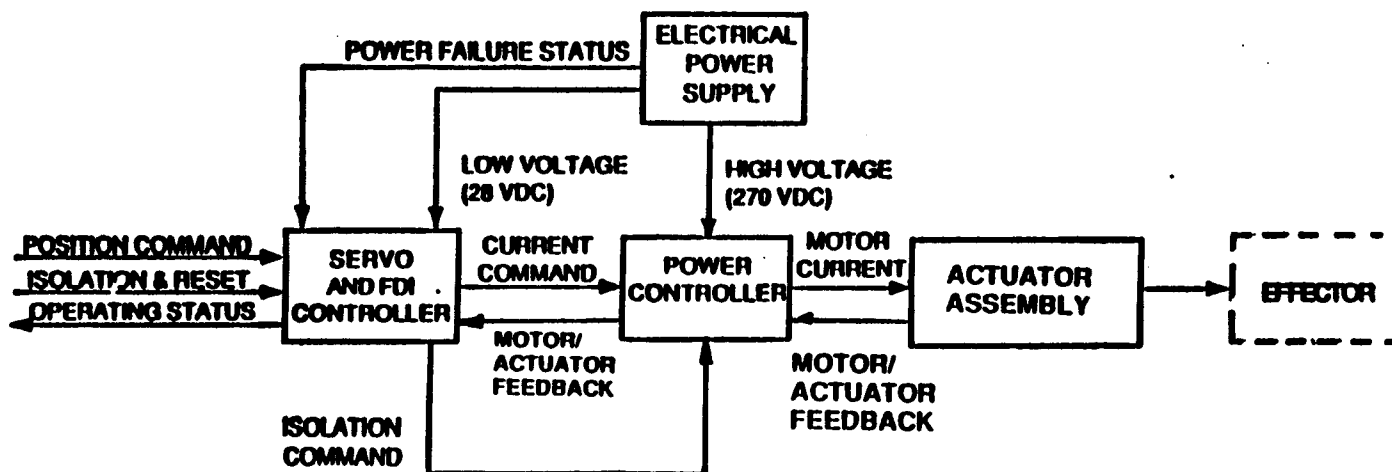 ELECTRICAL
POWER
SUPPLY
POWER FAILURE STATUS
LOW VOLTAGE
(28 VDC)
HIGH VOLTAGE
(270 VDC)
POSITION COMMAND
ISOLATION & RESET
OPERATING STATUS
SERVO
AND FDI
CONTROLLER
CURRENT
COMMAND
MOTOR/
ACTUATOR
FEEDBACK
POWER
CONTROLLER
MOTOR
CURRENT
MOTOR/
ACTUATOR
FEEDBACK
ACTUATOR
ASSEMBLY
EFFECTOR
ISOLATION
COMMAND